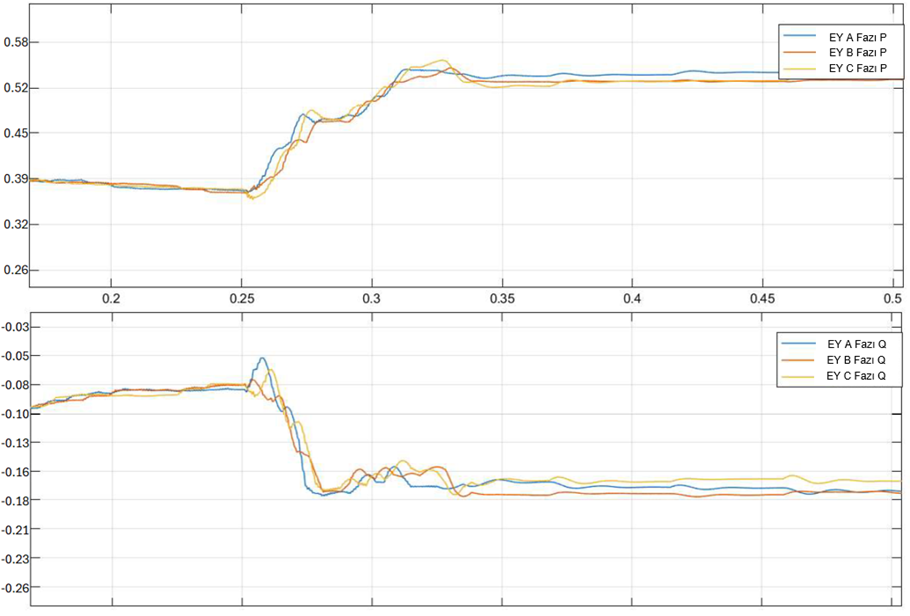 0.58
EY A Fazı P
EY B Fazı P
EY C Fazı P
0.52
0.45
0.39
0.32
0.26
0.2 0.25 0.3 0.35 0.4 0.45 0.5
-0.03
EY A Fazı Q
EY B Fazı Q
EY C Fazı Q
-0.05
-0.08
-0.10
-0.13
-0.16
-0.18
-0.21
-0.23
-0.26